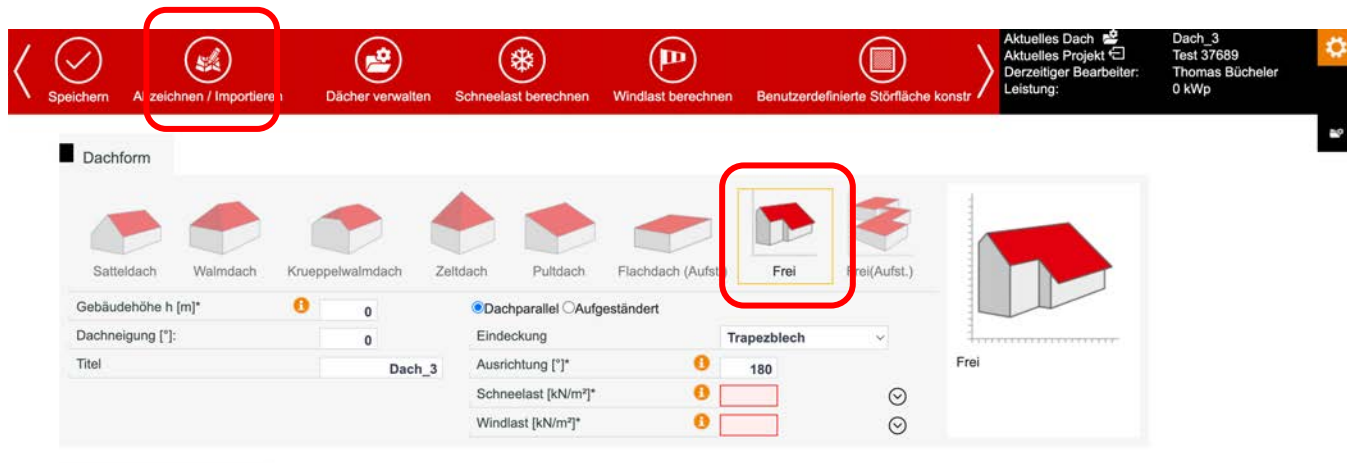 Speichern
Abzeichnen / Importieren
Dächer verwalten
Schneelast berechnen
Windlast berechnen
Benutzerdefinierte Störfläche konstr
Aktuelles Dach Dach_3
Aktuelles Projekt Test 37689
Derzeitiger Bearbeiter: Thomas Bücheler
Leistung: 0 kWp
Dachform
Satteldach
Walmdach
Krueppelwalmdach
Zeltdach
Pultdach
Flachdach (Aufst.)
Frei
Frei(Aufst.)
Gebäudehöhe h [m]* 0
Dachneigung [°]: 0
Titel Dach_3
Dachparallel Aufgeständert
Eindeckung Trapezblech
Ausrichtung [°]* 180
Schneelast [kN/m²]*
Windlast [kN/m²]*
Frei